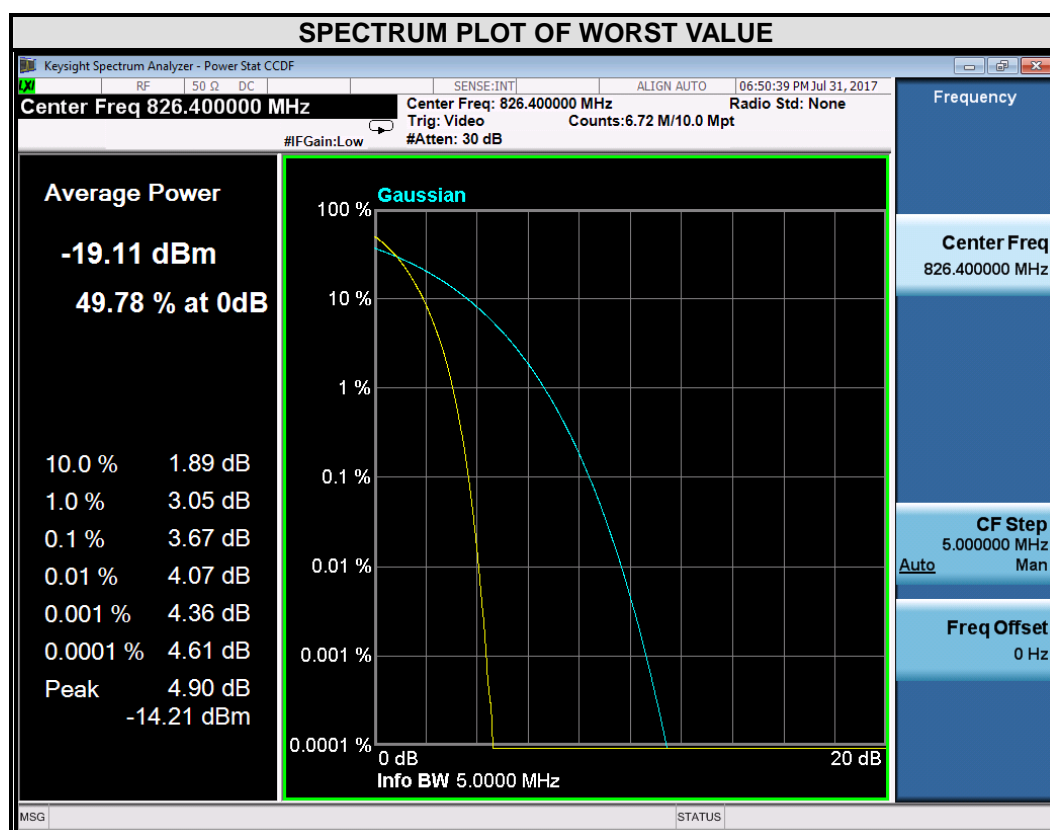 SPECTRUM PLOT OF WORST VALUE
Keysight Spectrum Analyzer - Power Stat CCDF
LXI RF 50 Ω DC SENSE:INT ALIGN AUTO 06:50:39 PM Jul 31, 2017
Center Freq 826.400000 MHz
Center Freq: 826.400000 MHz Radio Std: None
Trig: Video Counts:6.72 M/10.0 Mpt
#IFGain:Low #Atten: 30 dB
Average Power
-19.11 dBm
49.78 % at 0dB
10.0 % 1.89 dB
1.0 % 3.05 dB
0.1 % 3.67 dB
0.01 % 4.07 dB
0.001 % 4.36 dB
0.0001 % 4.61 dB
Peak 4.90 dB
-14.21 dBm
Gaussian
100 %
10 %
1 %
0.1 %
0.01 %
0.001 %
0.0001 %
0 dB 20 dB
Info BW 5.0000 MHz
Frequency
Center Freq
826.400000 MHz
CF Step
5.000000 MHz
Auto Man
Freq Offset
0 Hz
MSG STATUS